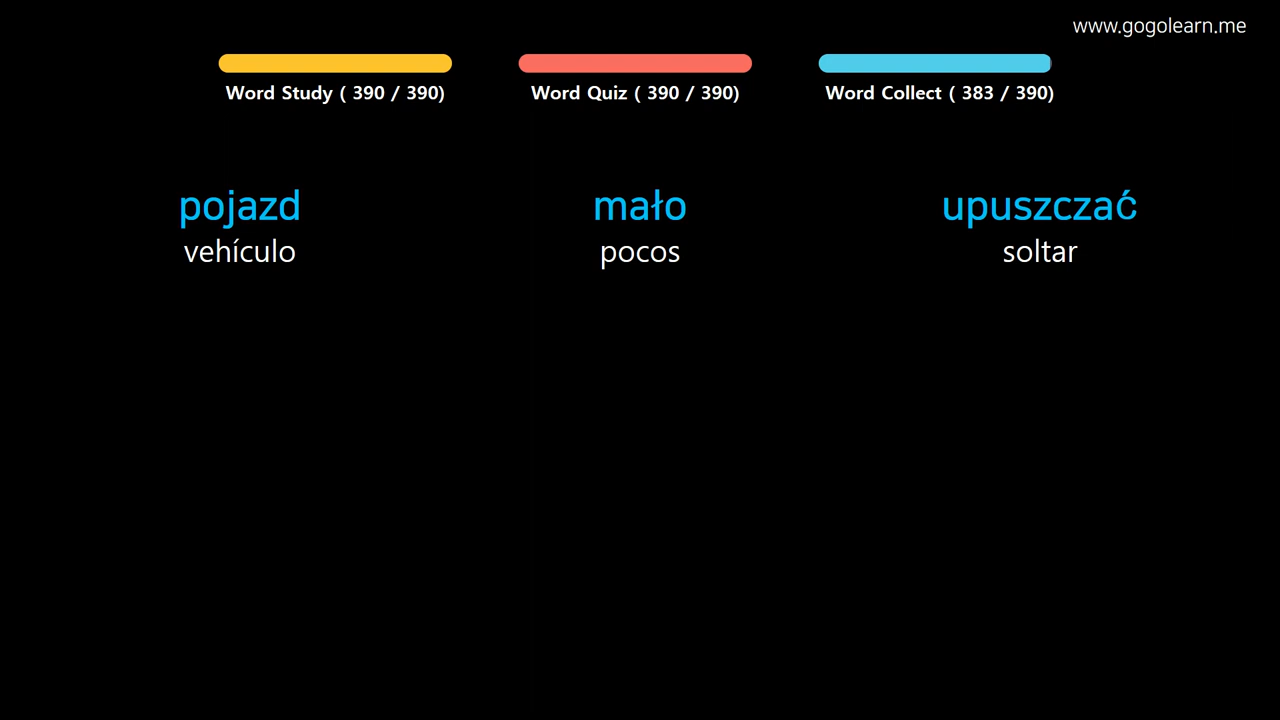 www.gogolearn.me
Word Study ( 390 / 390)
Word Quiz ( 390 / 390)
Word Collect ( 383 / 390)
pojazd
vehículo
mało
pocos
upuszczać
soltar